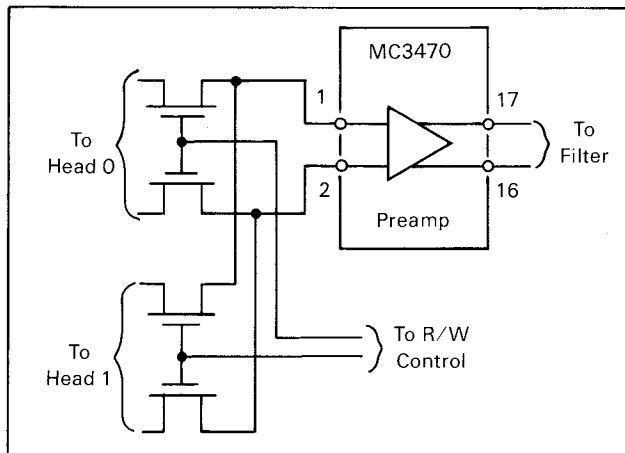 MC3470
1
17
To
Head 0
To
Filter
2
16
Preamp
To
Head 1
To R/W
Control